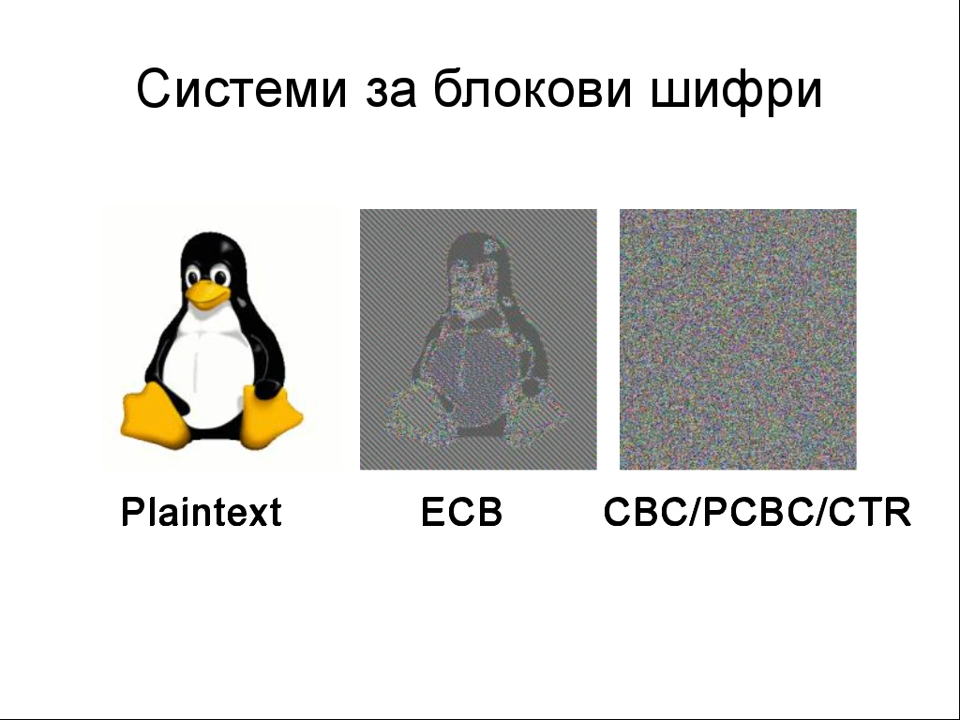 Системи за блокови шифри
Plaintext ECB CBC/PCBC/CTR